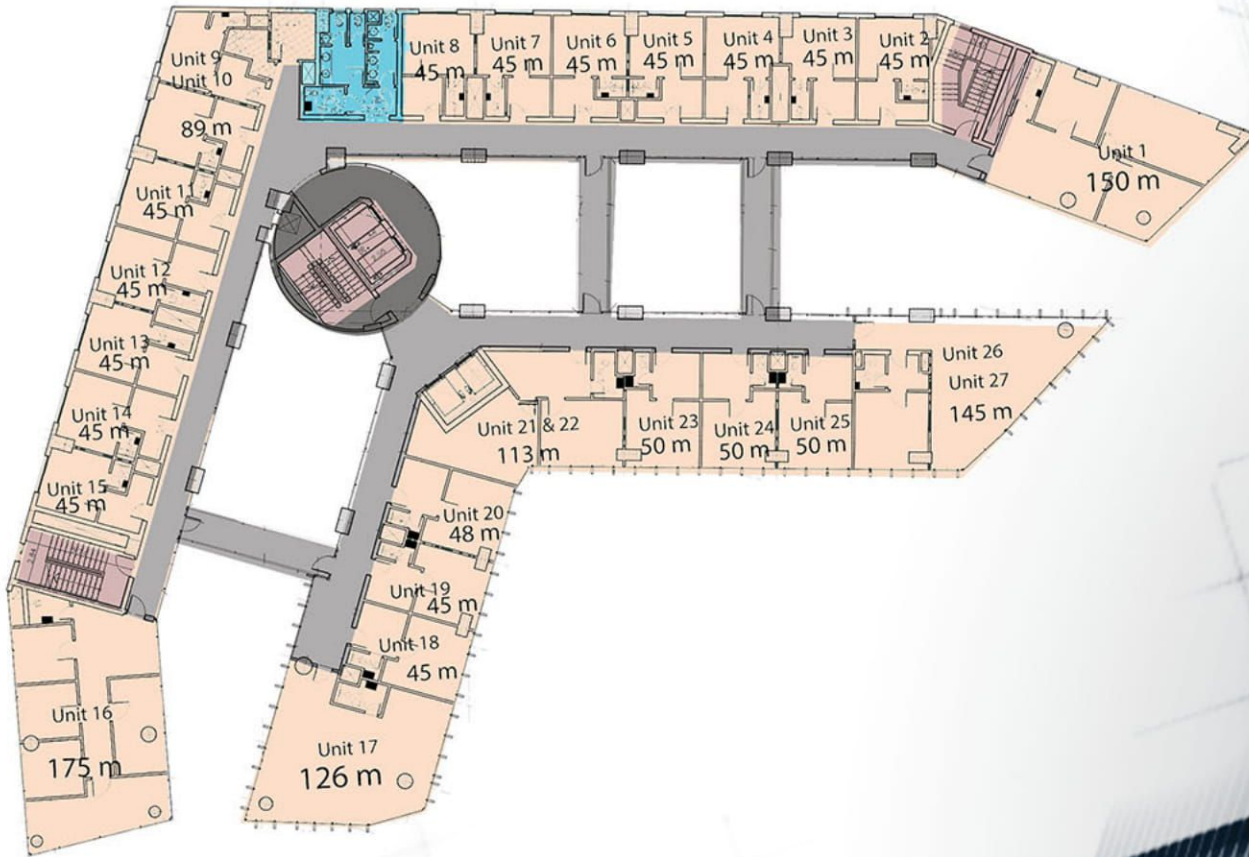 Unit 9
Unit 10
89 m
Unit 8
45 m
Unit 7
45 m
Unit 6
45 m
Unit 5
45 m
Unit 4
45 m
Unit 3
45 m
Unit 2
45 m
Unit 1
150 m
Unit 11
45 m
Unit 12
45 m
Unit 13
45 m
Unit 14
45 m
Unit 15
45 m
Unit 16
175 m
Unit 17
126 m
Unit 18
45 m
Unit 19
45 m
Unit 20
48 m
Unit 21 & 22
113 m
Unit 23
50 m
Unit 24
50 m
Unit 25
50 m
Unit 26
Unit 27
145 m